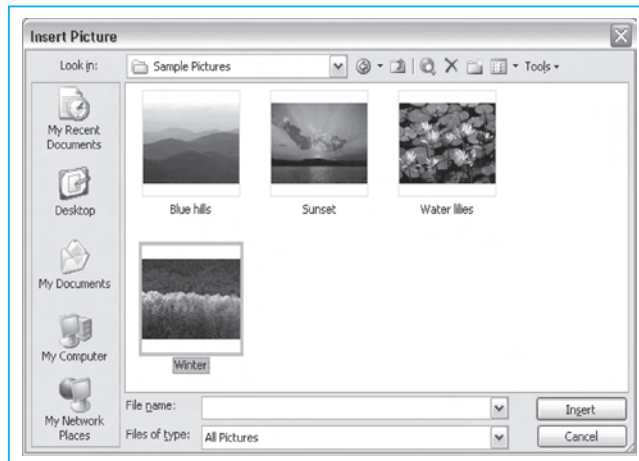 Insert Picture
Look in:
Sample Pictures
Tools
My Recent
Documents
Desktop
My Documents
My Computer
My Network
Places
Blue hills
Sunset
Water lilies
Winter
File name:
Insert
Files of type:
All Pictures
Cancel